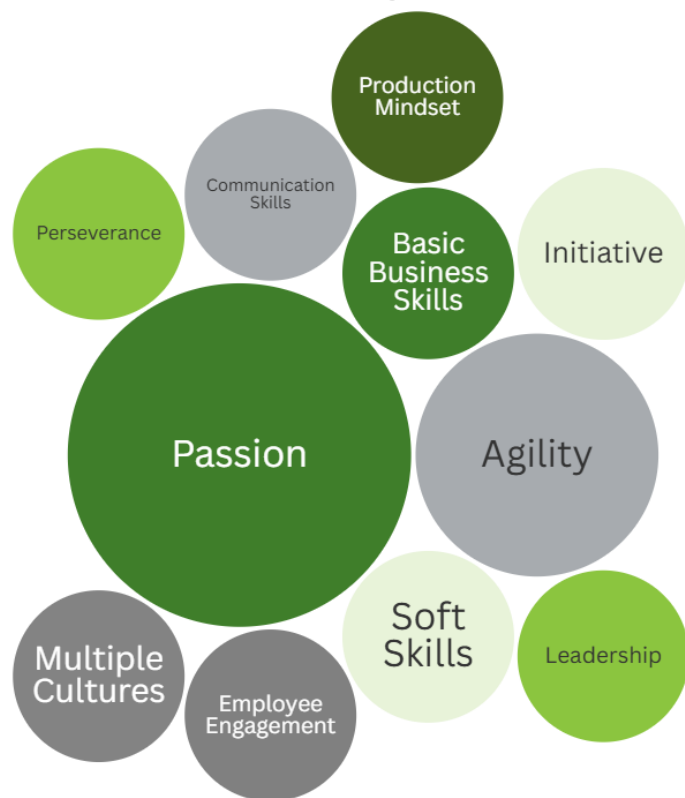 Production
Mindset
Communication
Skills
Perseverance
Basic
Business
Skills
Initiative
Passion
Agility
Soft
Skills
Multiple
Cultures
Leadership
Employee
Engagement